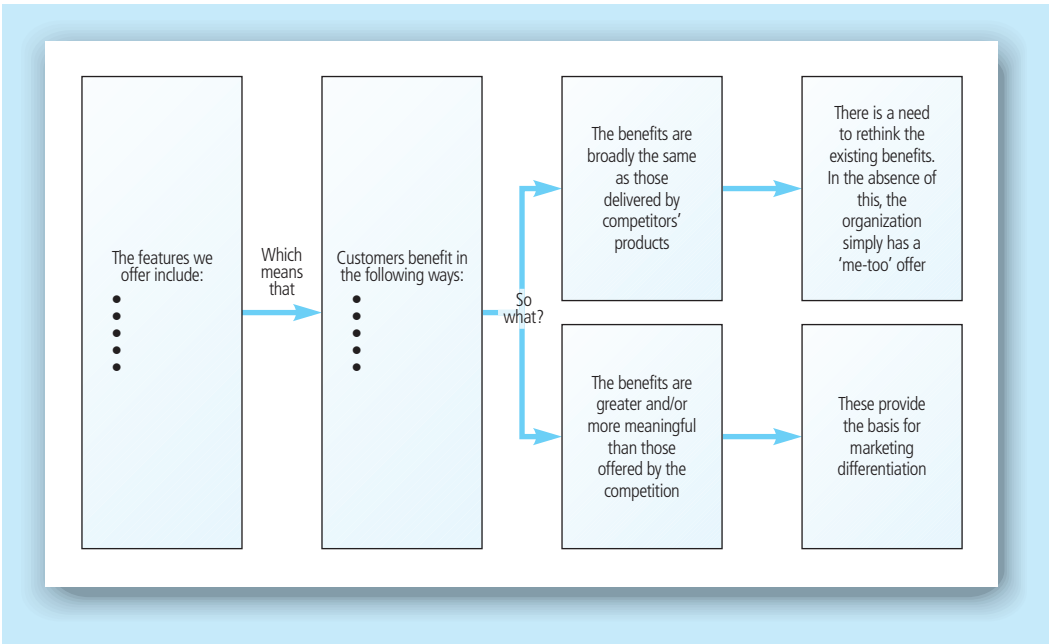 The features we
offer include:
•
•
•
•
•
Which
means
that
Customers benefit in
the following ways:
•
•
•
•
•
So
what?
The benefits are
broadly the same
as those
delivered by
competitors’
products
There is a need
to rethink the
existing benefits.
In the absence of
this, the
organization
simply has a
‘me-too’ offer
The benefits are
greater and/or
more meaningful
than those
offered by the
competition
These provide
the basis for
marketing
differentiation